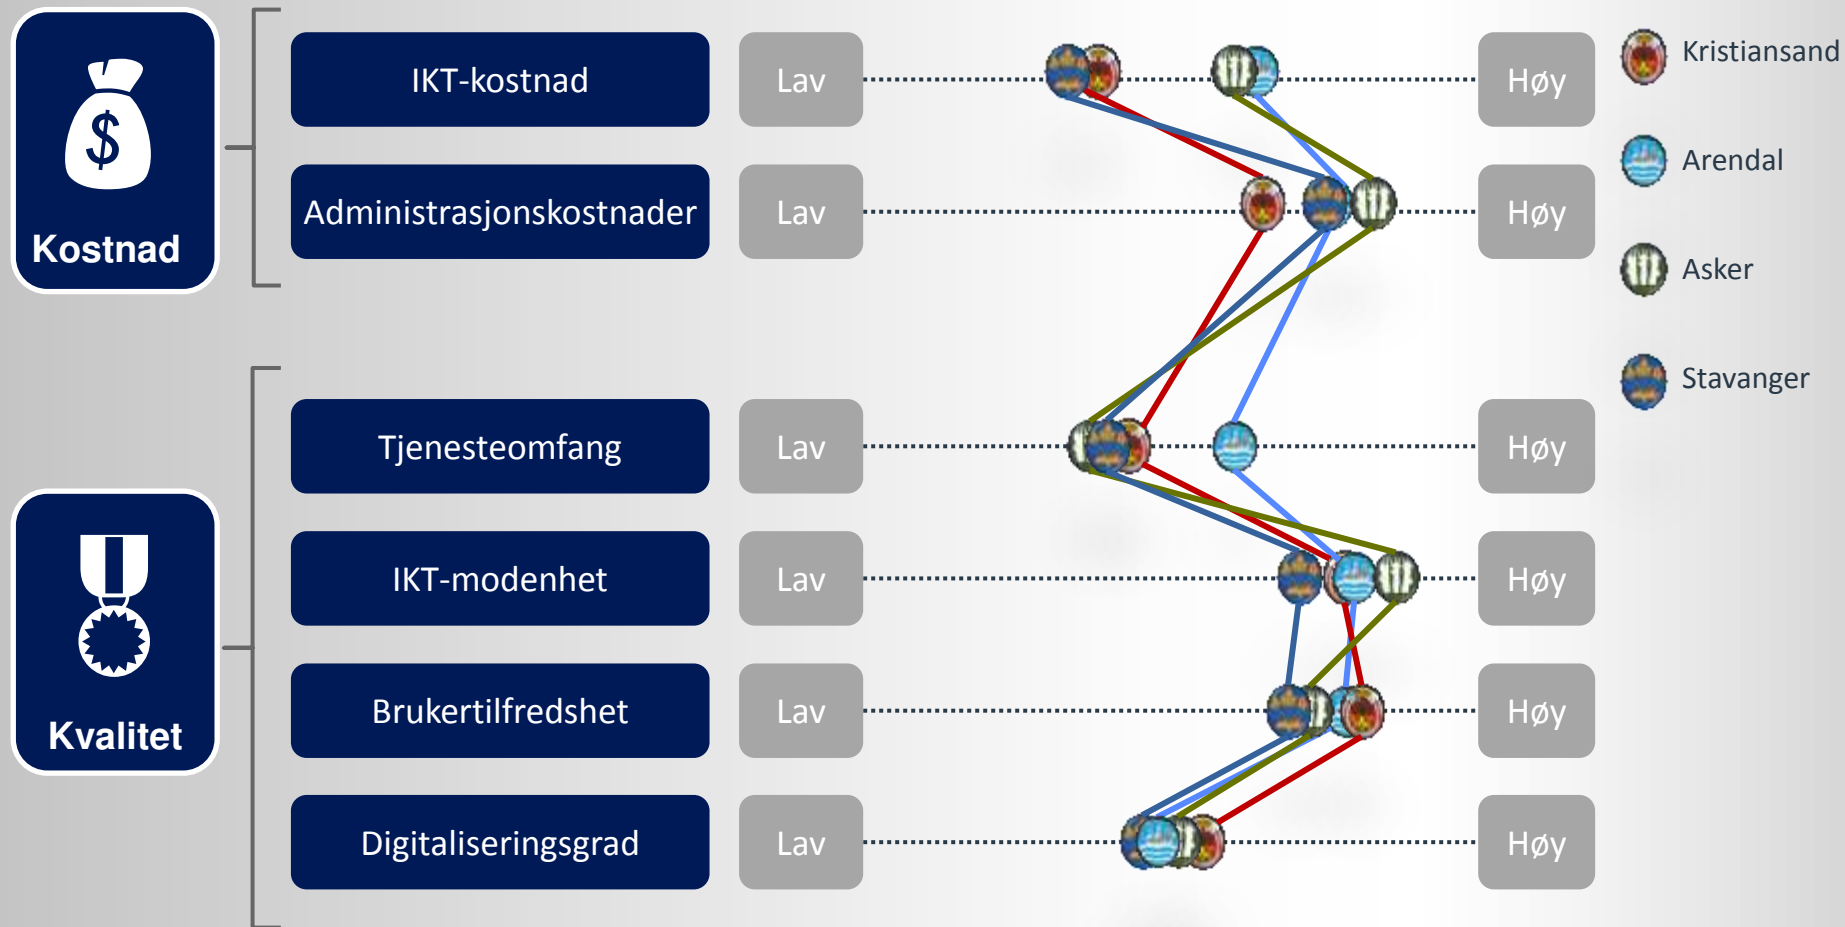 $
Kostnad
IKT-kostnad
Lav
Høy
Administrasjonskostnader
Lav
Høy
Kvalitet
Tjenesteomfang
Lav
Høy
IKT-modenhet
Lav
Høy
Brukertilfredshet
Lav
Høy
Digitaliseringsgrad
Lav
Høy
Kristiansand
Arendal
Asker
Stavanger